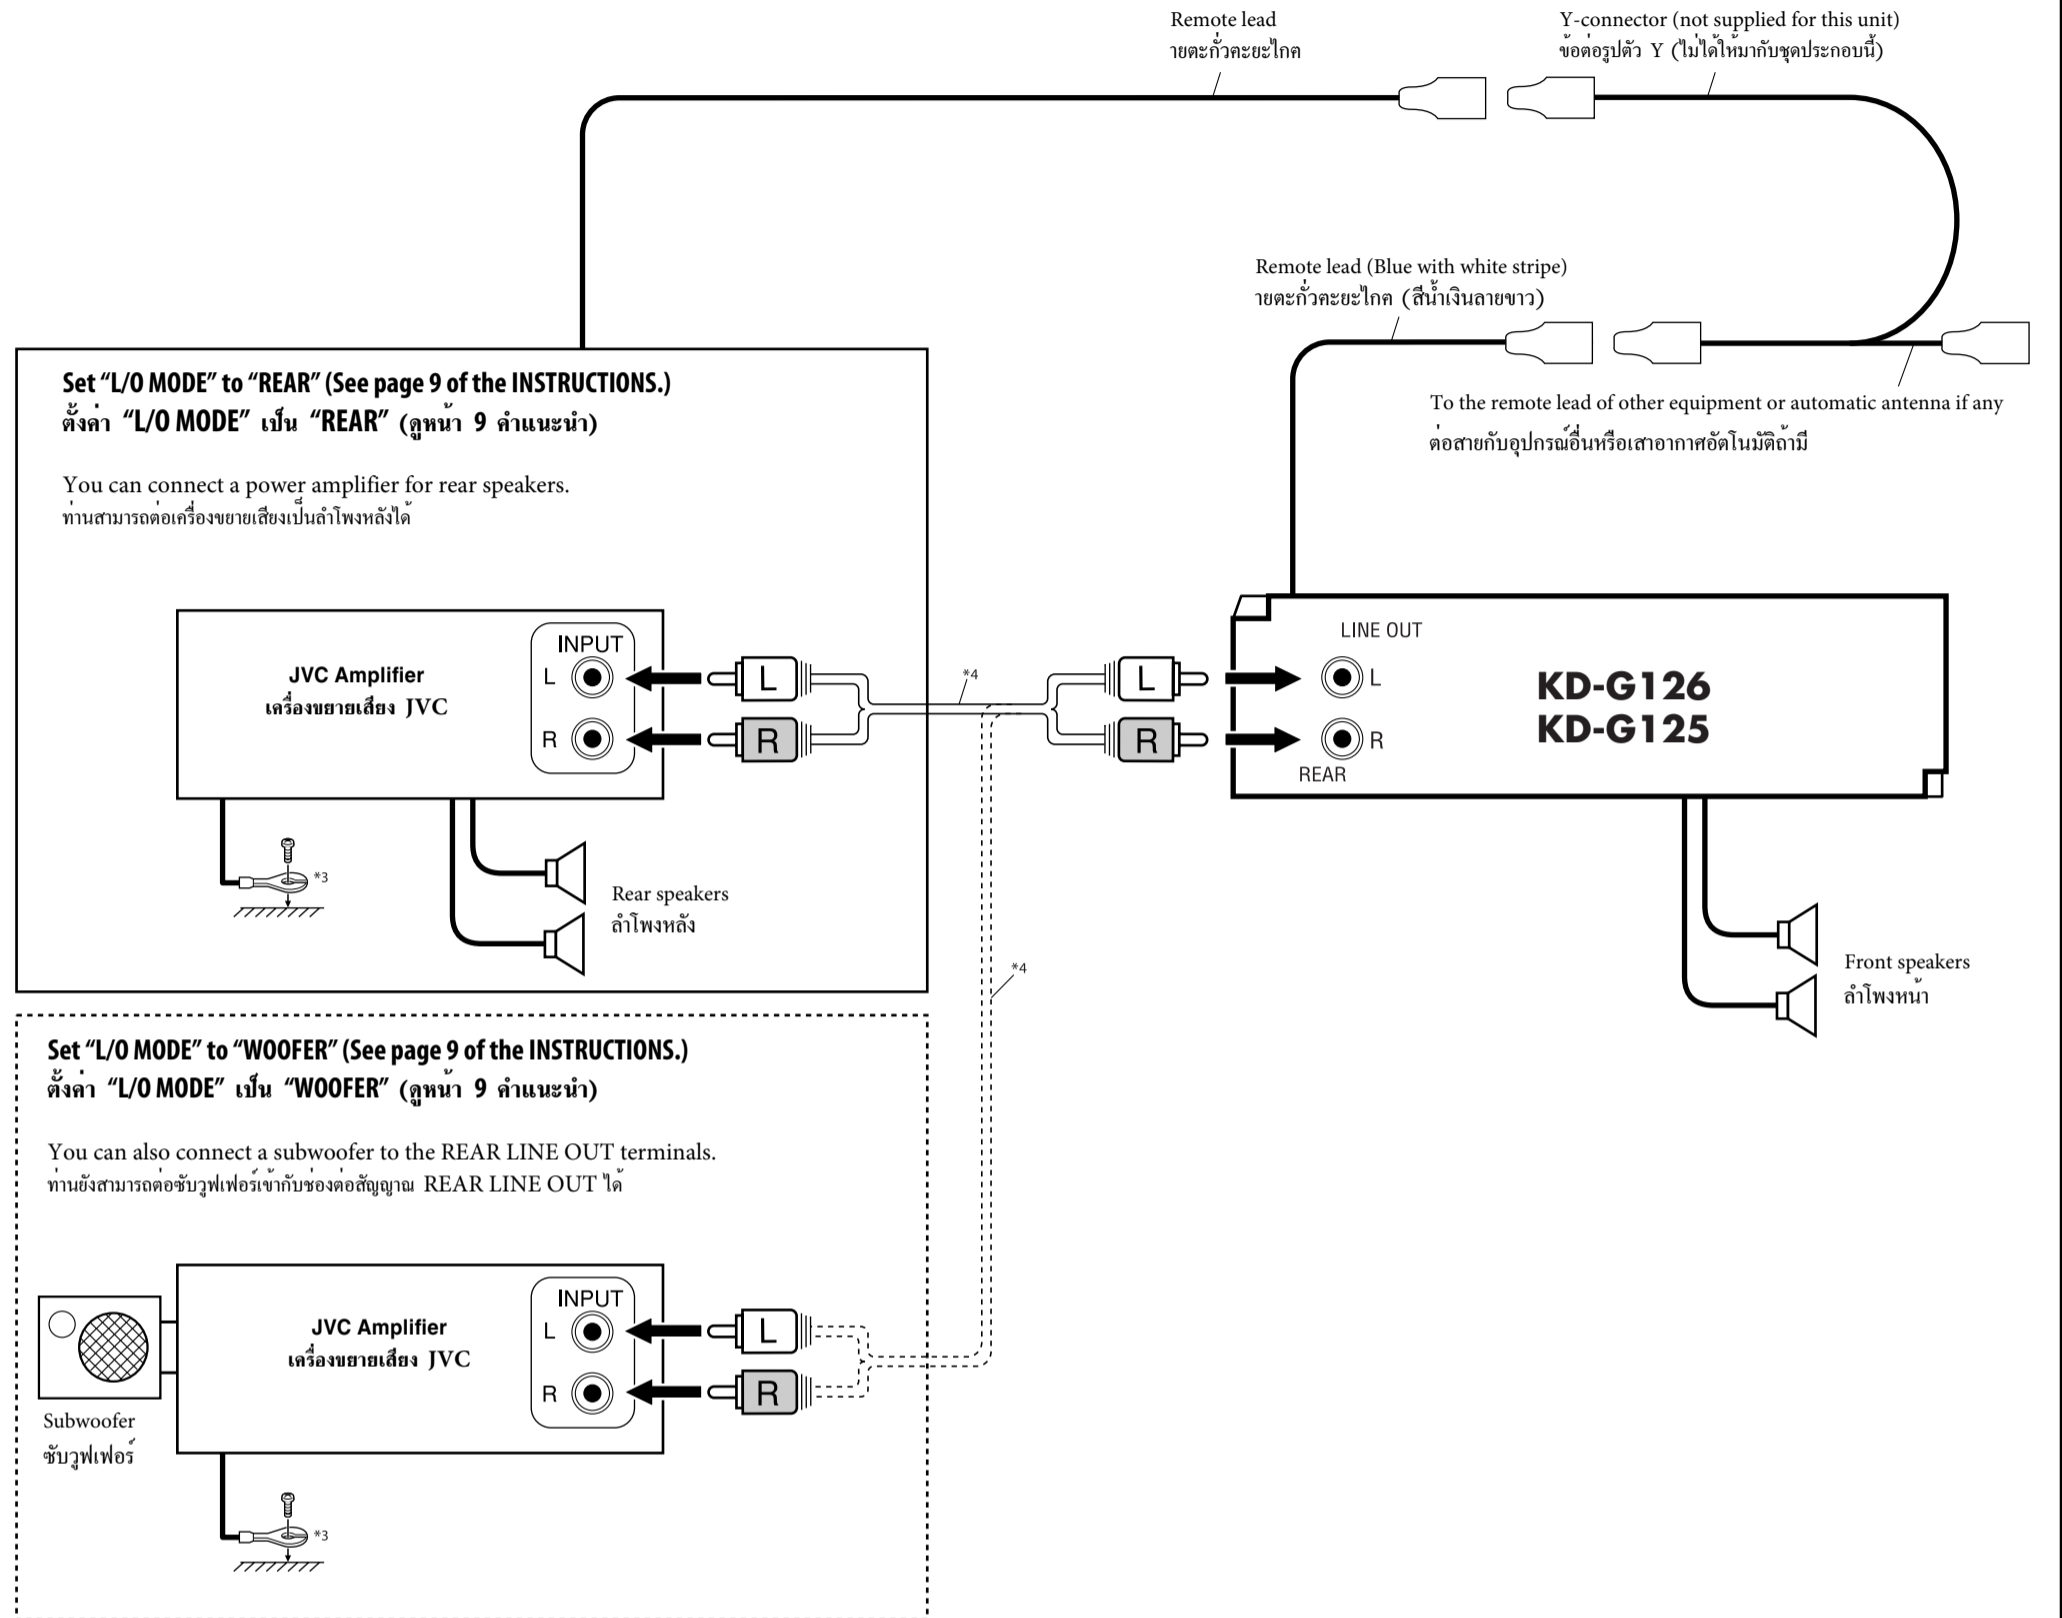 Remote lead
ายตะกั่วฅะยะไกฅ
Y-connector (not supplied for this unit)
ข้อต่อรูปตัว Y (ไม่ได้ให้มากับชุดประกอบนี้)
Remote lead (Blue with white stripe)
ายตะกั่วฅะยะไกฅ (สีน้ำเงินลายขาว)
To the remote lead of other equipment or automatic antenna if any
ต่อสายกับอุปกรณ์อื่นหรือเสาอากาศอัตโนมัติถ้ามี
Set “L/O MODE” to “REAR” (See page 9 of the INSTRUCTIONS.)
ตั้งค่า “L/O MODE” เป็น “REAR” (ดูหน้า 9 คำแนะนำ)
You can connect a power amplifier for rear speakers.
ท่านสามารถต่อเครื่องขยายเสียงเป็นลำโพงหลังได้
JVC Amplifier
เครื่องขยายเสียง JVC
INPUT
L
R
L
R
*4
L
R
LINE OUT
L
R
REAR
KD-G126
KD-G125
*3
Rear speakers
ลำโพงหลัง
*4
Front speakers
ลำโพงหน้า
Set “L/O MODE” to “WOOFER” (See page 9 of the INSTRUCTIONS.)
ตั้งค่า “L/O MODE” เป็น “WOOFER” (ดูหน้า 9 คำแนะนำ)
You can also connect a subwoofer to the REAR LINE OUT terminals.
ท่านยังสามารถต่อซับวูฟเฟอร์เข้ากับช่องต่อสัญญาณ REAR LINE OUT ได้
JVC Amplifier
เครื่องขยายเสียง JVC
INPUT
L
R
L
R
Subwoofer
ซับวูฟเฟอร์
*3